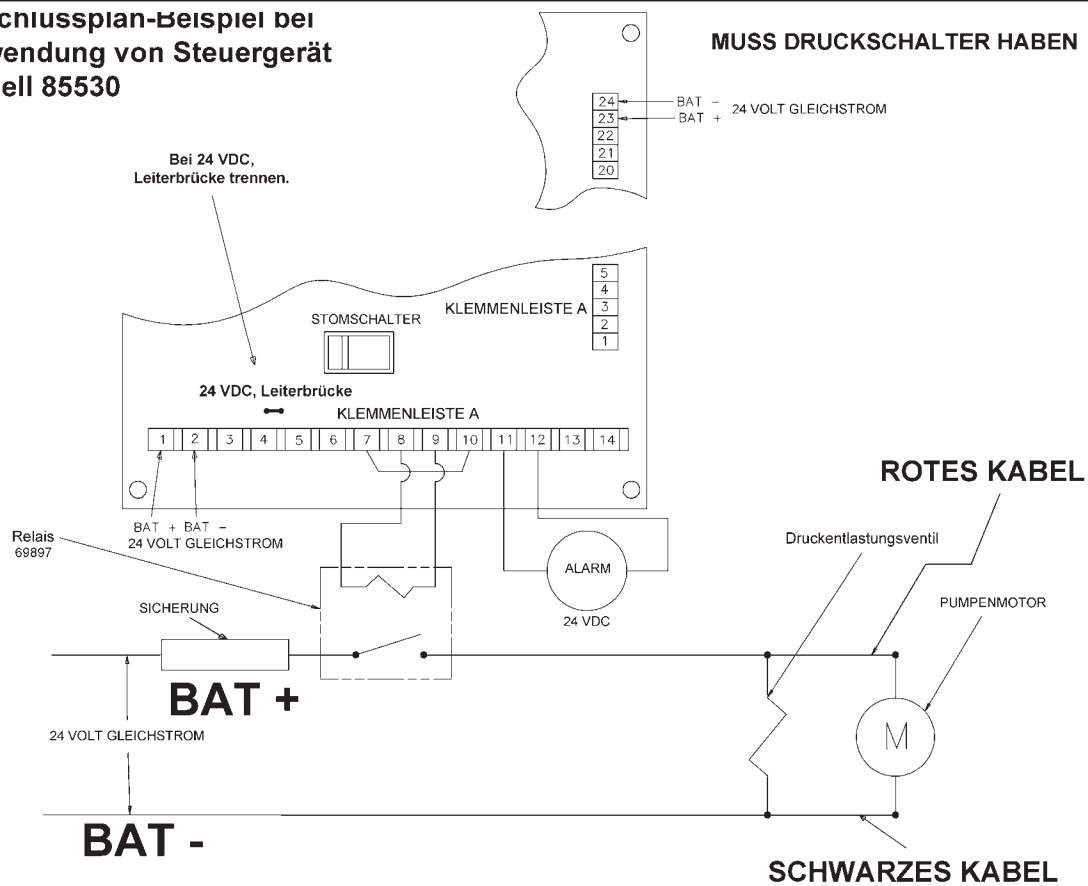 chlussplan-Beispiel bei
endung von Steuergerät
ell 85530
MUSS DRUCKSCHALTER HABEN
24
23
22
21
20
BAT -
BAT +
24 VOLT GLEICHSTROM
Bei 24 VDC,
Leiterbrücke trennen.
5
4
3
2
1
KLEMMENLEISTE A
STOMSCHALTER
24 VDC, Leiterbrücke
KLEMMENLEISTE A
1 2 3 4 5 6 7 8 9 10 11 12 13 14
ROTES KABEL
BAT + BAT -
24 VOLT GLEICHSTROM
Relais
69897
Druckentlastungsventil
ALARM
24 VDC
PUMPENMOTOR
SICHERUNG
BAT +
24 VOLT GLEICHSTROM
M
BAT -
SCHWARZES KABEL